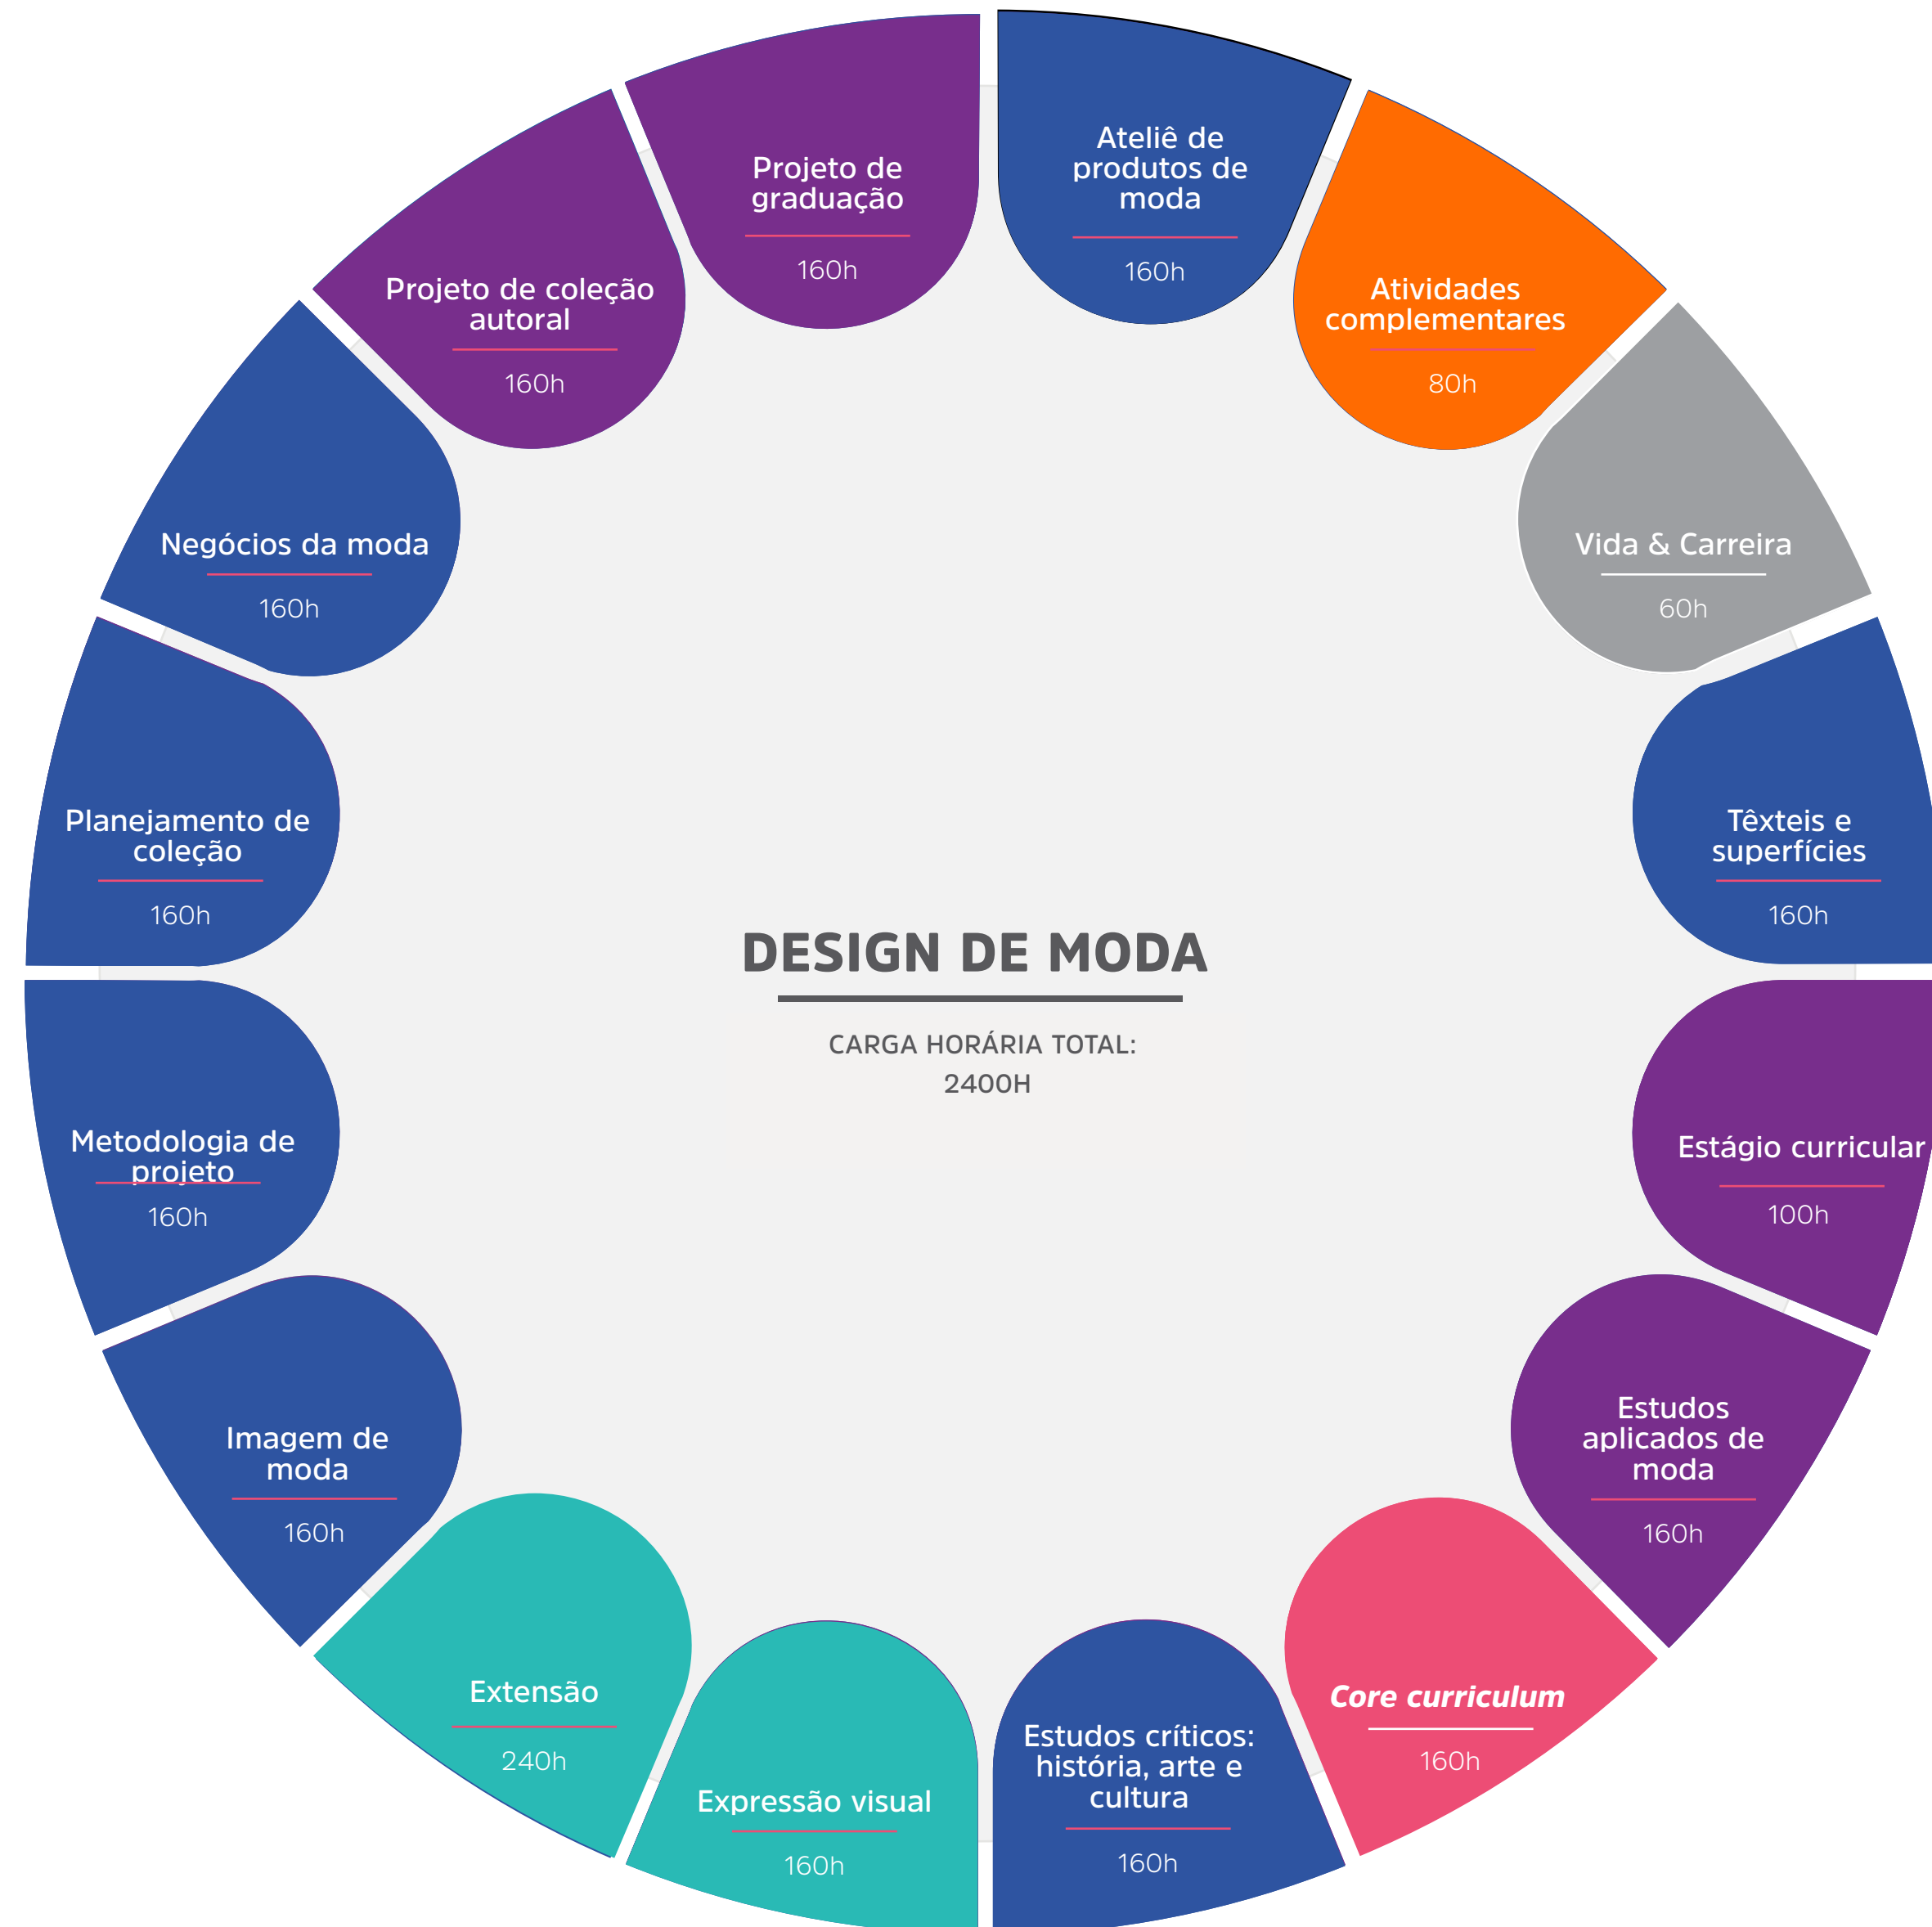 Ateliê de
produtos de
moda
160h
Atividades
complementares
80h
Vida & Carreira
60h
Têxteis e
superfícies
160h
Estágio curricular
100h
Estudos
aplicados de
moda
160h
Core curriculum
160h
Estudos críticos:
história, arte e
cultura
160h
Expressão visual
160h
Extensão
240h
Imagem de
moda
160h
Metodologia de
projeto
160h
Planejamento de
coleção
160h
Negócios da moda
160h
Projeto de coleção
autoral
160h
Projeto de
graduação
160h
DESIGN DE MODA
CARGA HORÁRIA TOTAL:
2400H